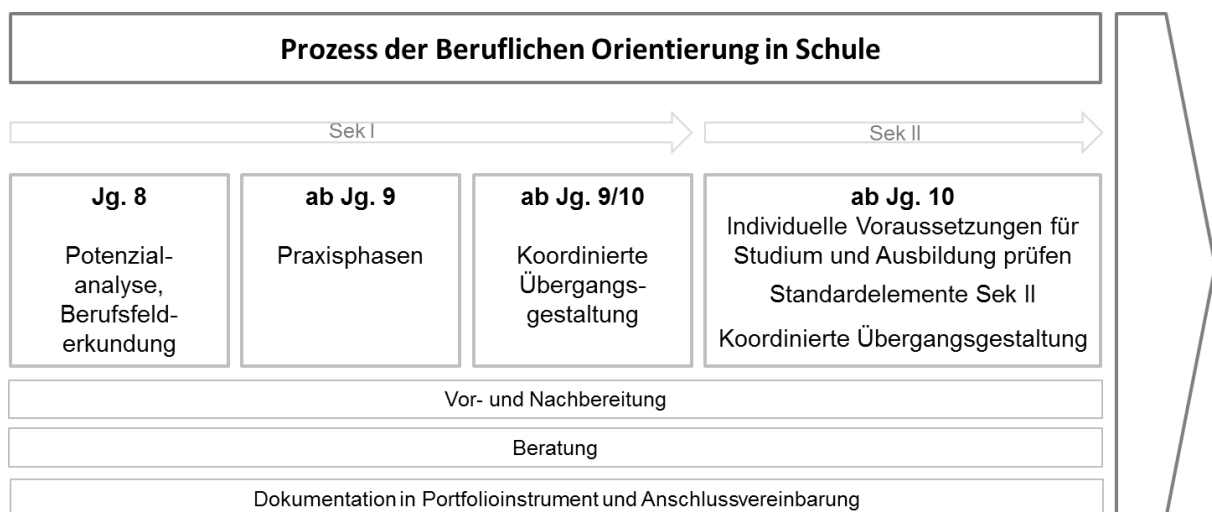 Prozess der Beruflichen Orientierung in Schule
Sek I
Sek II
Jg. 8
Potenzial-
analyse,
Berufsfeld-
erkundung
ab Jg. 9
Praxisphasen
ab Jg. 9/10
Koordinierte
Übergangs-
gestaltung
ab Jg. 10
Individuelle Voraussetzungen für
Studium und Ausbildung prüfen
Standardelemente Sek II
Koordinierte Übergangsgestaltung
Vor- und Nachbereitung
Beratung
Dokumentation in Portfolioinstrument und Anschlussvereinbarung